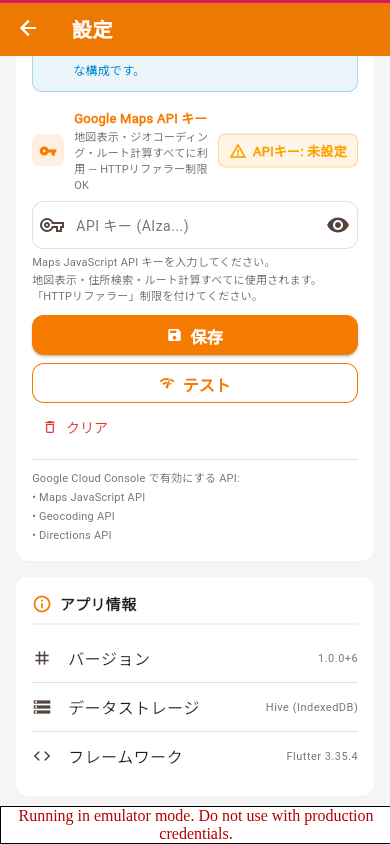 設定
な構成です。
Google Maps API キー
地図表示・ジオコーディン
グ・ルート計算すべてに利
用 — HTTPリファラー制限
OK
APIキー: 未設定
API キー (AIza...)
Maps JavaScript API キーを入力してください。
地図表示・住所検索・ルート計算すべてに使用されます。
「HTTPリファラー」制限を付けてください。
保存
テスト
クリア
Google Cloud Console で有効にする API:
• Maps JavaScript API
• Geocoding API
• Directions API
アプリ情報
バージョン 1.0.0+6
データストレージ Hive (IndexedDB)
フレームワーク Flutter 3.35.4
Running in emulator mode. Do not use with production
credentials.